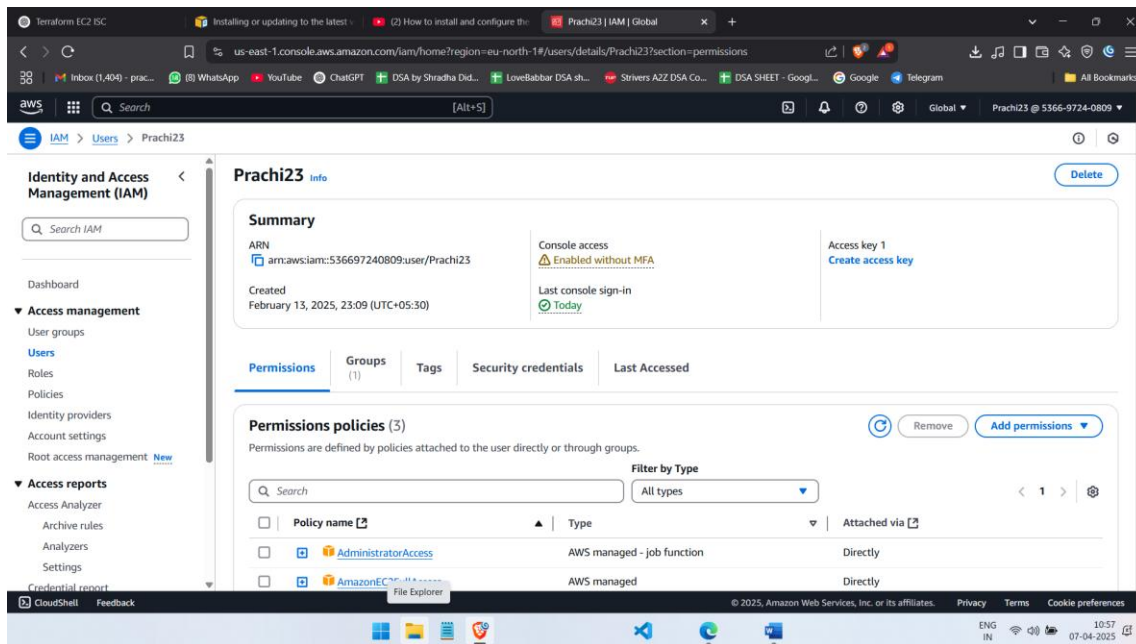 Terraform EC2 ISC
Installing or updating to the latest v
(2) How to install and configure the
Prachi23 | IAM | Global
us-east-1.console.aws.amazon.com/iam/home?region=eu-north-1#/users/details/Prachi23?section=permissions
Inbox (1,404) - prac...
(8) WhatsApp
YouTube
ChatGPT
DSA by Shradha Did...
LoveBabbar DSA sh...
Strivers A2Z DSA Co...
DSA SHEET - Googl...
Google
Telegram
All Bookmarks
aws
Search
[Alt+S]
Global
Prachi23 @ 5366-9724-0809
IAM > Users > Prachi23
Identity and Access Management (IAM)
Search IAM
Dashboard
Access management
User groups
Users
Roles
Policies
Identity providers
Account settings
Root access management New
Access reports
Access Analyzer
Archive rules
Analyzers
Settings
Credential report
Prachi23 Info
Delete
Summary
ARN
arn:aws:iam::536697240809:user/Prachi23
Console access
Enabled without MFA
Access key 1
Create access key
Created
February 13, 2025, 23:09 (UTC+05:30)
Last console sign-in
Today
Permissions
Groups (1)
Tags
Security credentials
Last Accessed
Permissions policies (3)
Remove
Add permissions
Permissions are defined by policies attached to the user directly or through groups.
Filter by Type
Search
All types
1
Policy name
Type
Attached via
AdministratorAccess
AWS managed - job function
Directly
AmazonEC2FullAccess
AWS managed
Directly
File Explorer
CloudShell
Feedback
© 2025, Amazon Web Services, Inc. or its affiliates.
Privacy
Terms
Cookie preferences
ENG
IN
10:57
07-04-2025